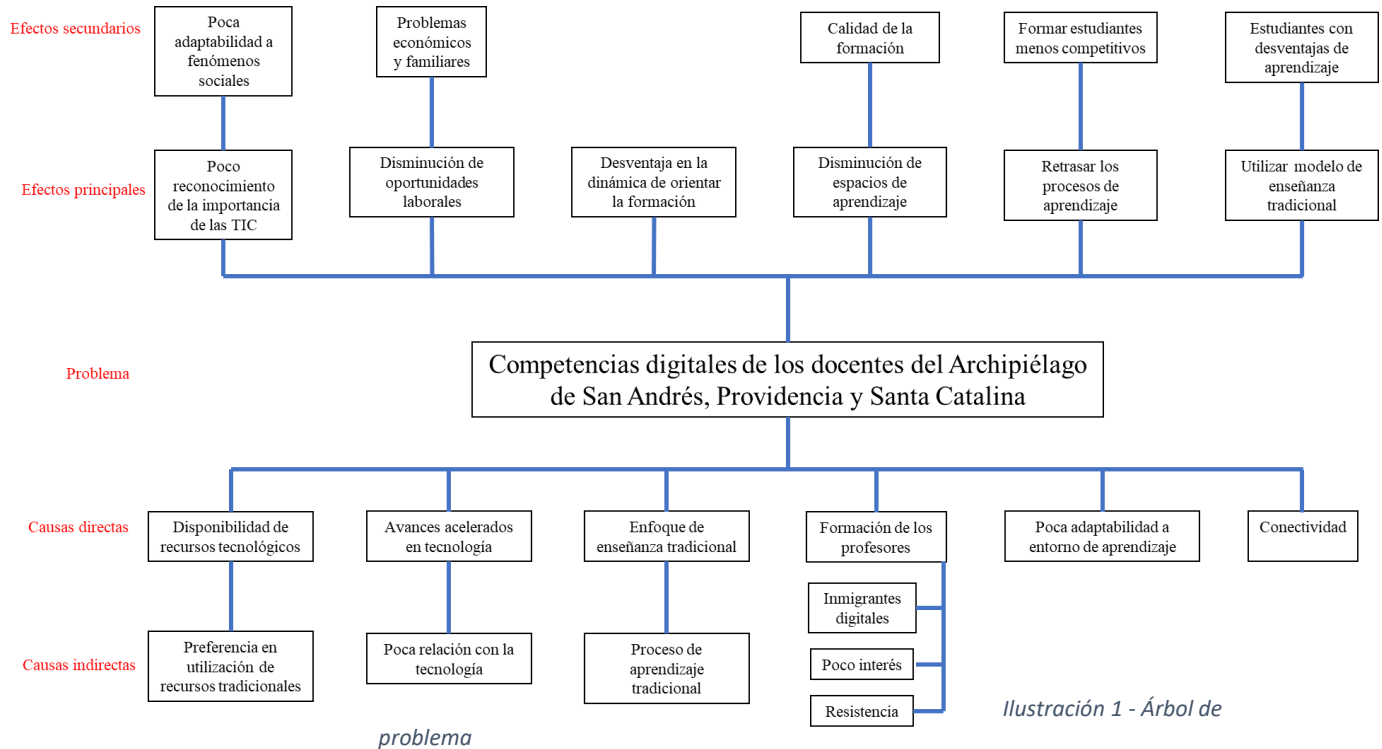 Efectos secundarios
Poca
adaptabilidad a
fenómenos
sociales
Problemas
económicos
y familiares
Calidad de la
formación
Formar estudiantes
menos competitivos
Estudiantes con
desventajas de
aprendizaje
Efectos principales
Poco
reconocimiento
de la importancia
de las TIC
Disminución de
oportunidades
laborales
Desventaja en la
dinámica de orientar
la formación
Disminución de
espacios de
aprendizaje
Retrasar los
procesos de
aprendizaje
Utilizar modelo de
enseñanza
tradicional
Problema
Competencias digitales de los docentes del Archipiélago
de San Andrés, Providencia y Santa Catalina
Causas directas
Disponibilidad de
recursos tecnológicos
Avances acelerados
en tecnología
Enfoque de
enseñanza tradicional
Formación de los
profesores
Poca adaptabilidad a
entorno de aprendizaje
Conectividad
Causas indirectas
Preferencia en
utilización de
recursos tradicionales
Poca relación con la
tecnología
Proceso de
aprendizaje
tradicional
Inmigrantes
digitales
Poco interés
Resistencia
Ilustración 1 - Árbol de
problema